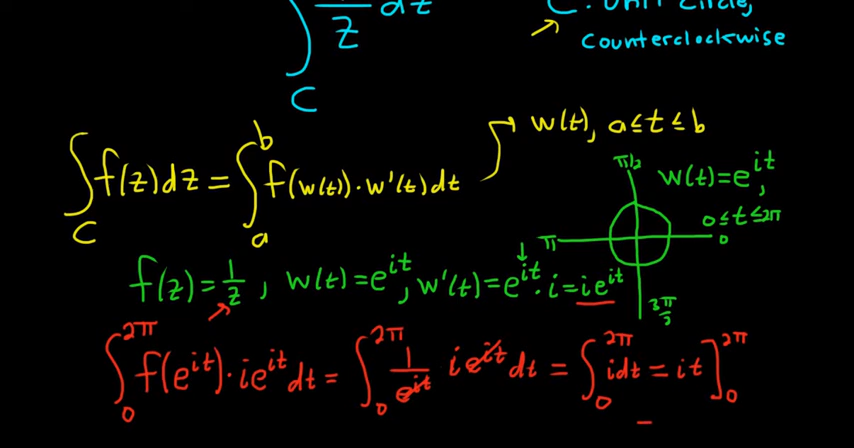 ∫_C 1/z dz C: Unit Circle,
Counterclockwise
∫_C f(z)dz = ∫_a^b f(w(t))·w'(t)dt
w(t), a≤t≤b
π/2
w(t)=e^{it},
0≤t≤2π
π 0
f(z)=1/z, w(t)=e^{it}, w'(t)=e^{it}·i=ie^{it}
3π/2
∫_0^{2π} f(e^{it})·ie^{it}dt = ∫_0^{2π} 1/e^{it} ie^{it}dt = ∫_0^{2π} idt = it]_0^{2π}